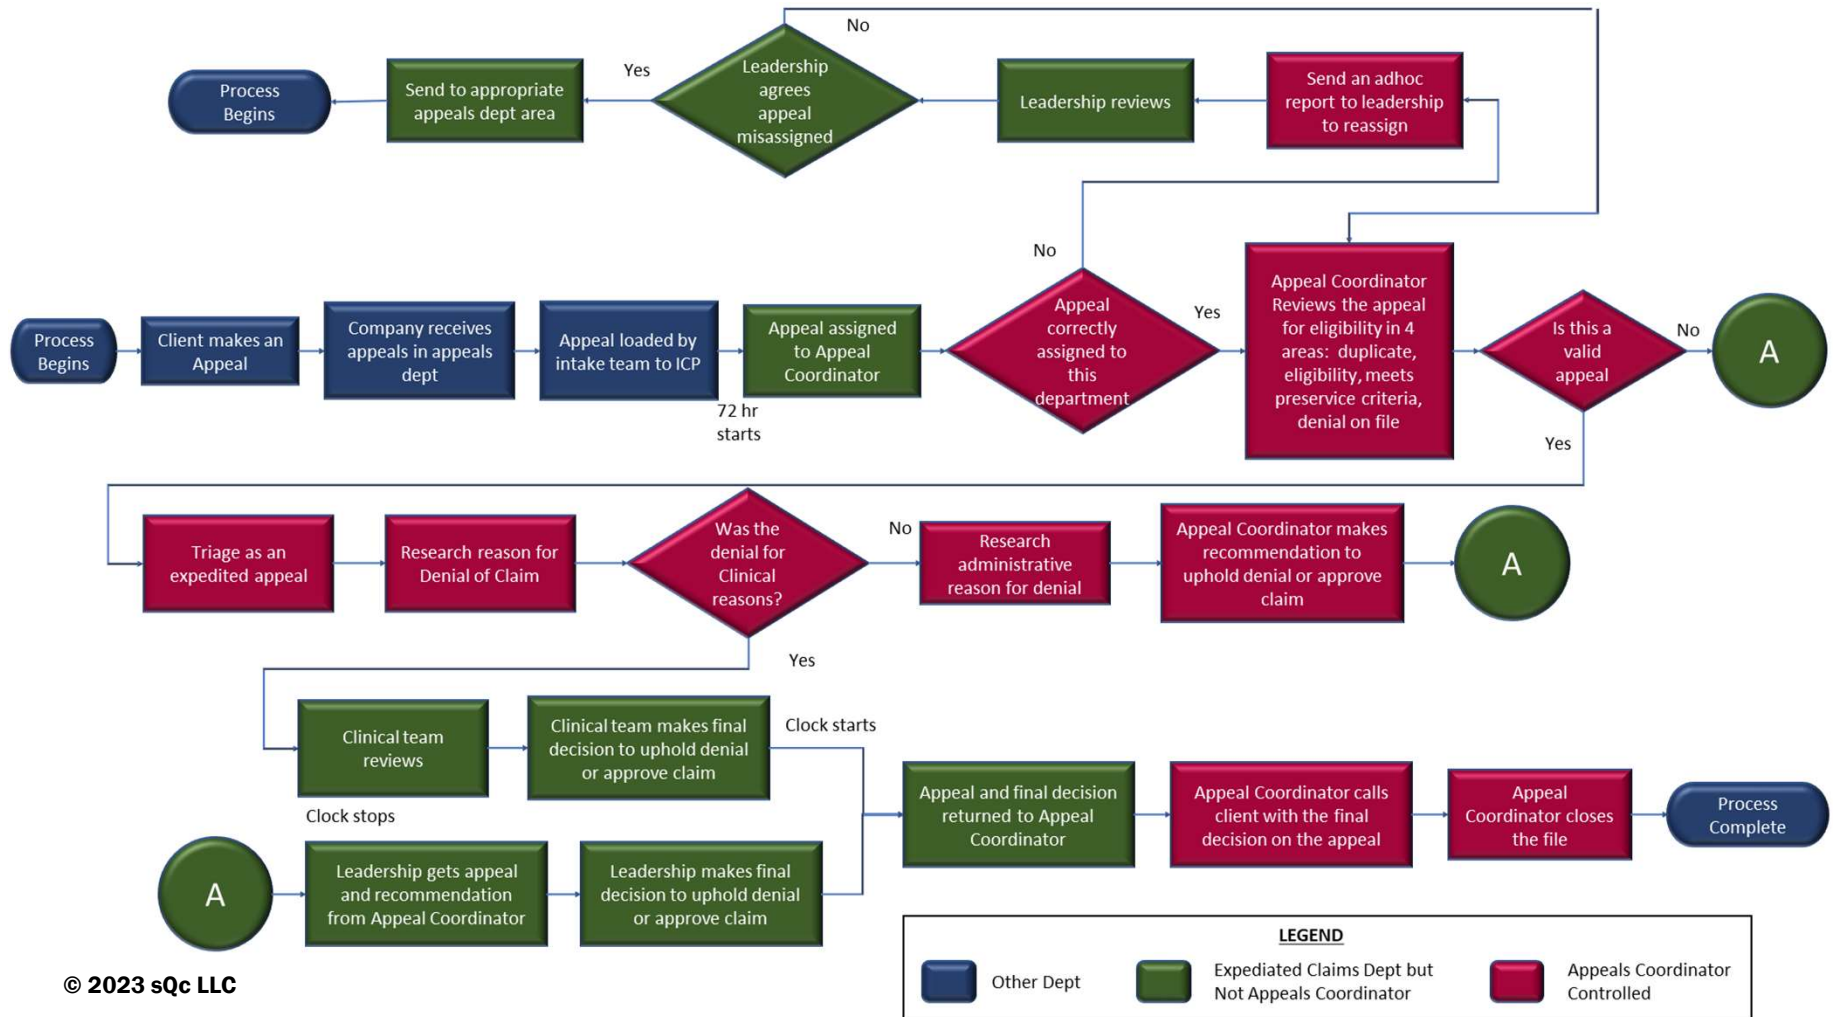 No
Process
Begins
Send to appropriate
appeals dept area
Yes
Leadership
agrees
appeal
misassigned
Leadership reviews
Send an adhoc
report to leadership
to reassign
Process
Begins
Client makes an
Appeal
Company receives
appeals in appeals
dept
Appeal loaded by
intake team to ICP
72 hr
starts
Appeal assigned
to Appeal
Coordinator
No
Appeal
correctly
assigned to
this
department
Yes
Appeal Coordinator
Reviews the appeal
for eligibility in 4
areas: duplicate,
eligibility, meets
preservice criteria,
denial on file
Is this a
valid
appeal
No
A
Yes
Triage as an
expedited appeal
Research reason for
Denial of Claim
Was the
denial for
Clinical
reasons?
No
Research
administrative
reason for denial
Appeal Coordinator makes
recommendation to
uphold denial or approve
claim
A
Yes
Clinical team
reviews
Clock stops
Clinical team makes final
decision to uphold denial
or approve claim
Clock starts
A
Leadership gets appeal
and recommendation
from Appeal Coordinator
Leadership makes final
decision to uphold denial
or approve claim
Appeal and final decision
returned to Appeal
Coordinator
Appeal Coordinator calls
client with the final
decision on the appeal
Appeal
Coordinator closes
the file
Process
Complete
LEGEND
Other Dept
Expediated Claims Dept but
Not Appeals Coordinator
Appeals Coordinator
Controlled
© 2023 sQc LLC